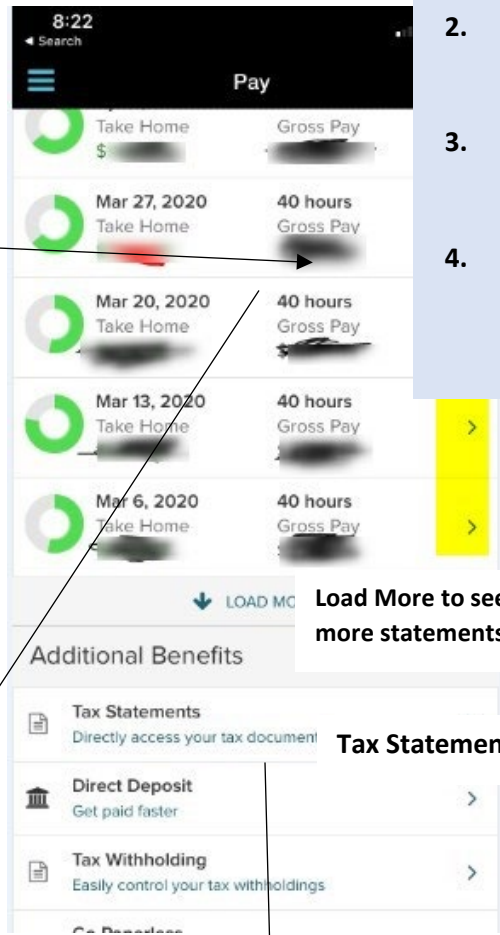 8:22
Search
Pay
2.
3.
4.
Take Home Gross Pay
$
Mar 27, 2020 40 hours
Take Home Gross Pay
Mar 20, 2020 40 hours
Take Home Gross Pay
$
Mar 13, 2020 40 hours
Take Home Gross Pay
Mar 6, 2020 40 hours
Take Home Gross Pay
LOAD
Load More to see
more statements
Additional Benefits
Tax Statements
Directly access your tax document
Tax
Direct Deposit
Get paid faster
Tax Withholding
Easily control your tax withholdings
Go Paperless